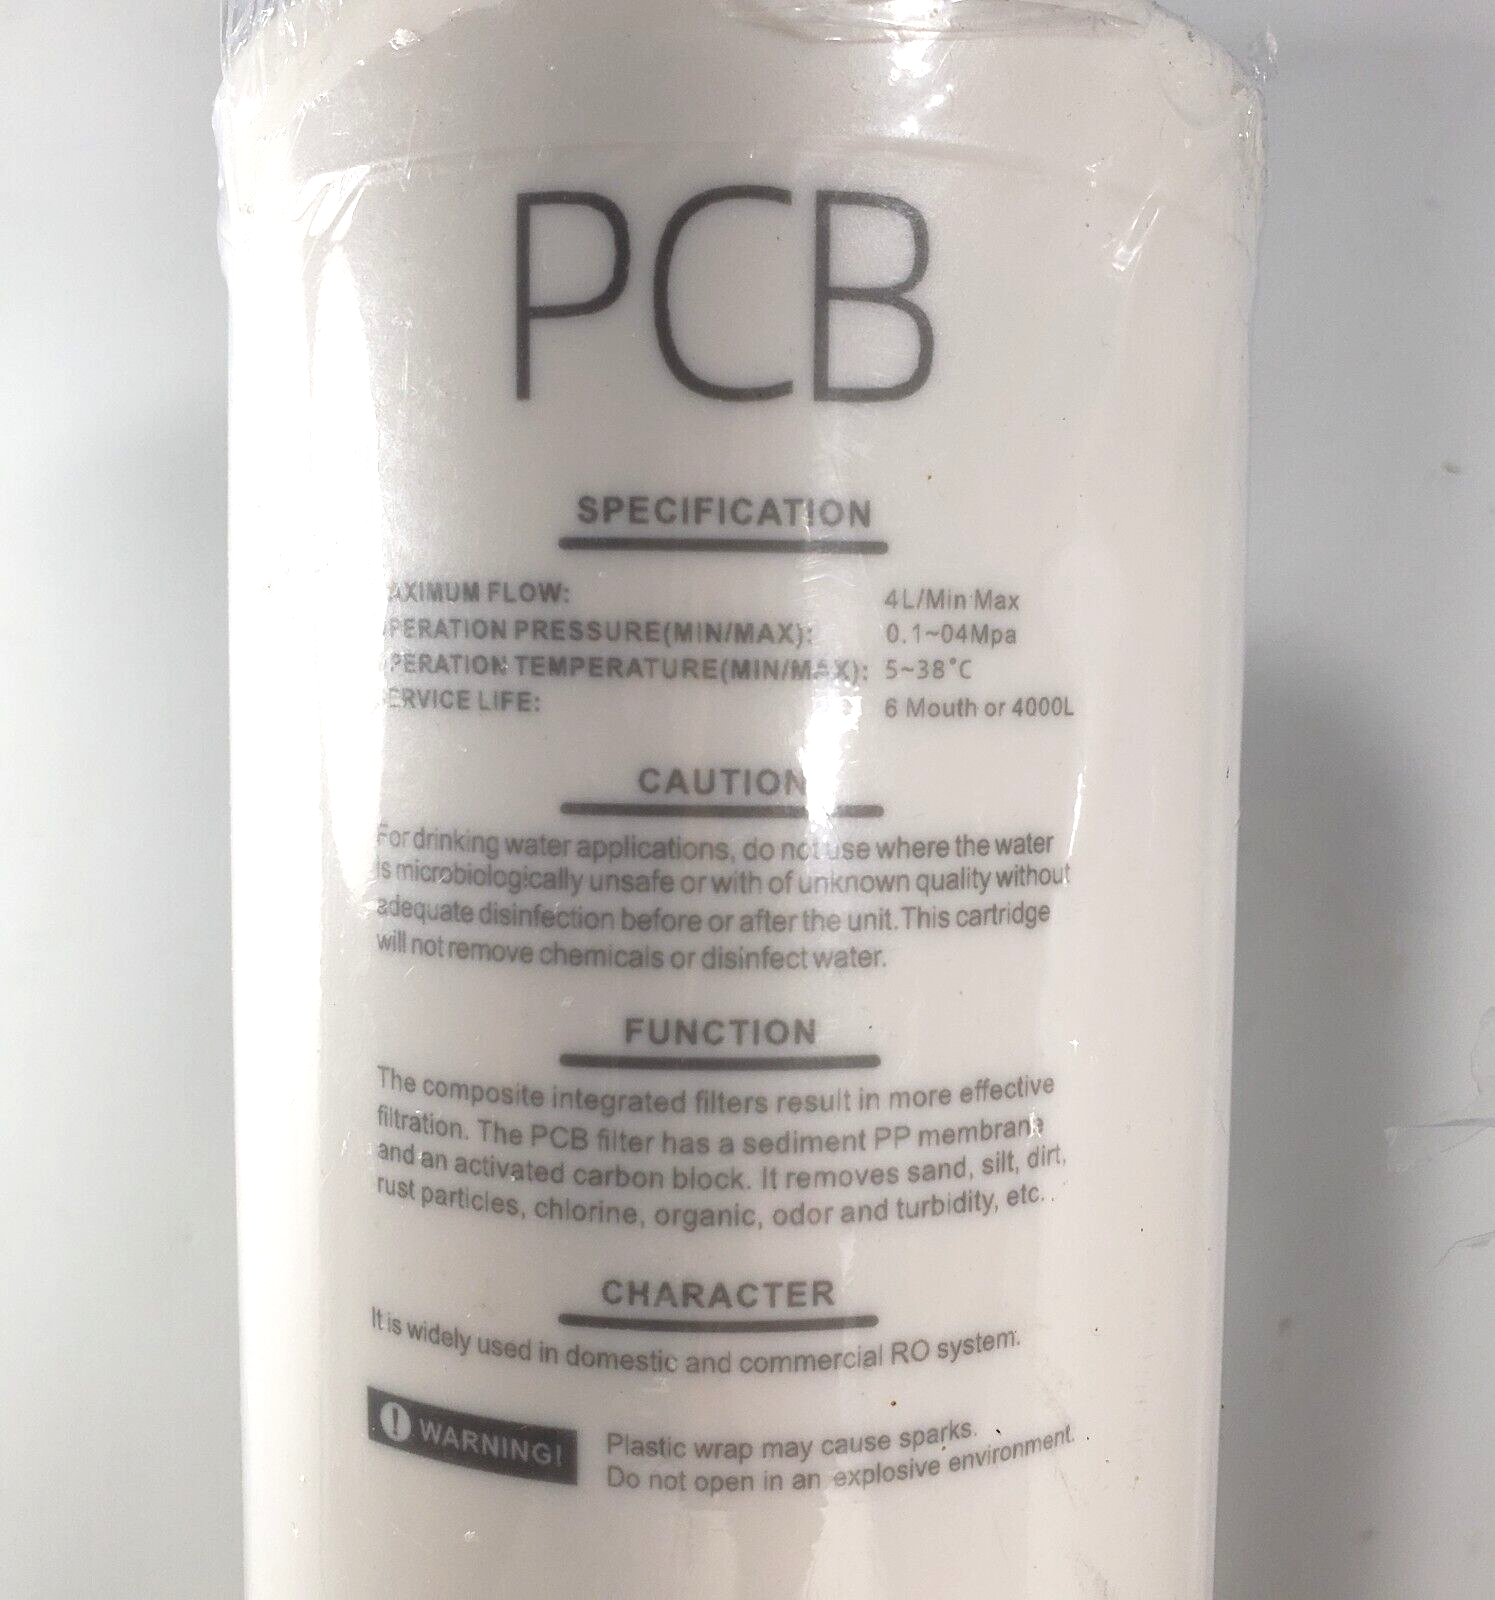 PCB
SPECIFICATION
MAXIMUM FLOW: 4L/Min Max
OPERATION PRESSURE(MIN/MAX): 0.1~04Mpa
OPERATION TEMPERATURE(MIN/MAX): 5~38°C
SERVICE LIFE: 6 Mouth or 4000L
CAUTION
For drinking water applications, do not use where the water
is microbiologically unsafe or with of unknown quality without
adequate disinfection before or after the unit. This cartridge
will not remove chemicals or disinfect water.
FUNCTION
The composite integrated filters result in more effective
filtration. The PCB filter has a sediment PP membrane
and an activated carbon block. It removes sand, silt, dirt,
rust particles, chlorine, organic, odor and turbidity, etc. .
CHARACTER
It is widely used in domestic and commercial RO system.
! WARNING!
Plastic wrap may cause sparks.
Do not open in an explosive environment.